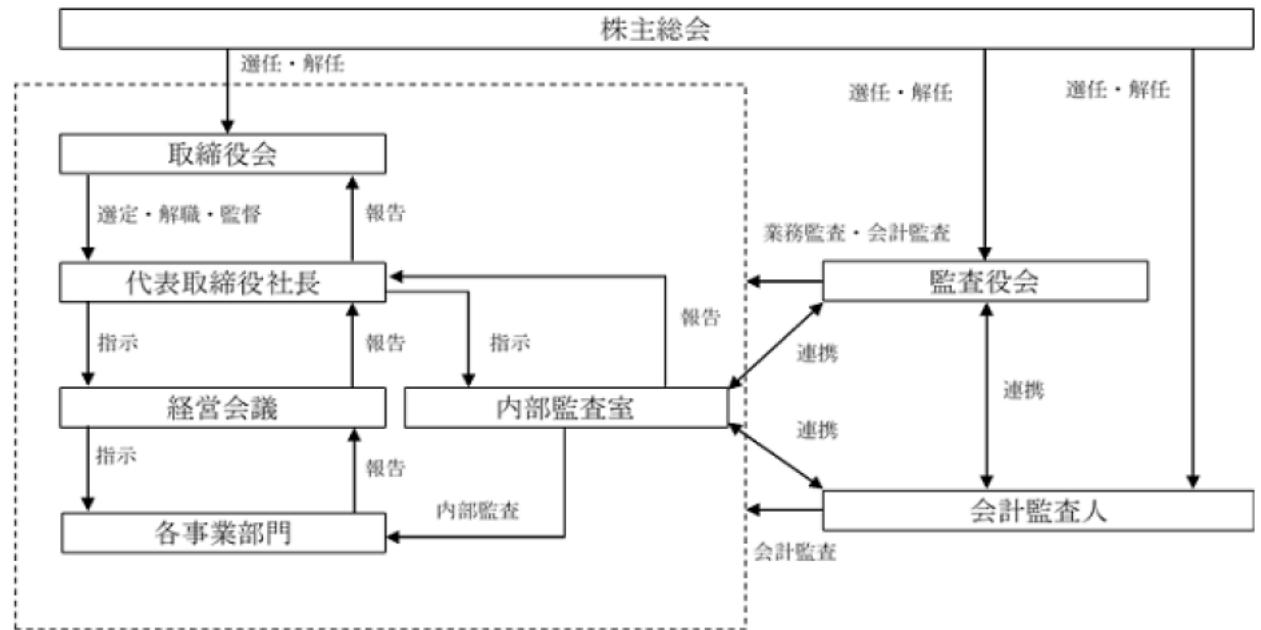 株主総会
選任・解任
選任・解任
選任・解任
取締役会
選定・解職・監督
報告
業務監査・会計監査
代表取締役社長
監査役会
指示
報告
指示
報告
連携
連携
経営会議
内部監査室
指示
報告
連携
内部監査
各事業部門
会計監査人
会計監査